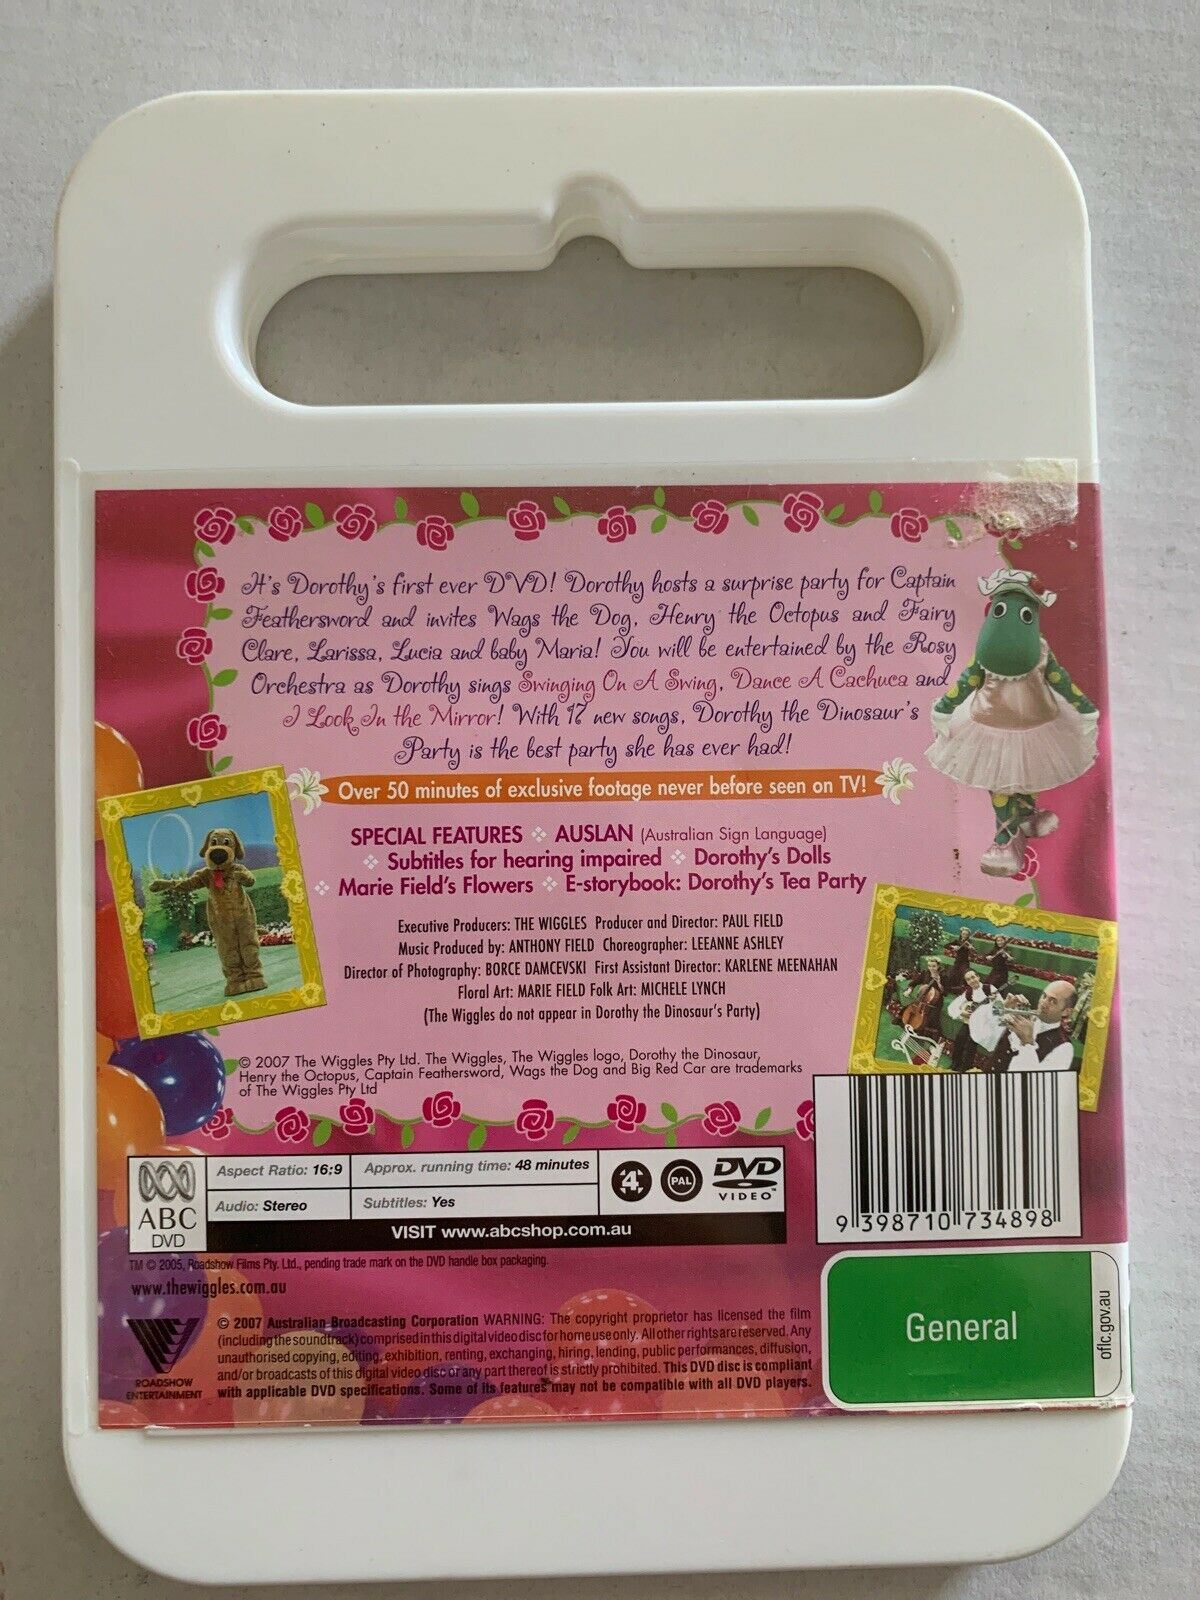 It's Dorothy's first ever DVD! Dorothy hosts a surprise party for Captain
Feathersword and invites Wags the Dog, Henry the Octopus and Fairy
Clare, Larissa, Lucia and baby Maria! You will be entertained by the Rosy
Orchestra as Dorothy sings Swinging On A Swing, Dance A Cachuca and
I Look In the Mirror! With 17 new songs, Dorothy the Dinosaur's
Party is the best party she has ever had!
Over 50 minutes of exclusive footage never before seen on TV!
SPECIAL FEATURES ❖ AUSLAN (Australian Sign Language)
❖ Subtitles for hearing impaired ❖ Dorothy's Dolls
❖ Marie Field's Flowers ❖ E-storybook: Dorothy's Tea Party
Executive Producers: THE WIGGLES Producer and Director: PAUL FIELD
Music Produced by: ANTHONY FIELD Choreographer: LEEANNE ASHLEY
Director of Photography: BORCE DAMCEVSKI First Assistant Director: KARLENE MEENAHAN
Floral Art: MARIE FIELD Folk Art: MICHELE LYNCH
(The Wiggles do not appear in Dorothy the Dinosaur's Party)
© 2007 The Wiggles Pty Ltd. The Wiggles, The Wiggles logo, Dorothy the Dinosaur,
Henry the Octopus, Captain Feathersword, Wags the Dog and Big Red Car are trademarks
of The Wiggles Pty Ltd
ABC
DVD
Aspect Ratio: 16:9
Approx. running time: 48 minutes
Audio: Stereo
Subtitles: Yes
4
PAL
DVD
VIDEO™
VISIT www.abcshop.com.au
9 398710 734898
TM © 2005, Roadshow Films Pty. Ltd., pending trade mark on the DVD handle box packaging.
www.thewiggles.com.au
ROADSHOW
ENTERTAINMENT
© 2007 Australian Broadcasting Corporation WARNING: The copyright proprietor has licensed the film
(including the soundtrack) comprised in this digital video disc for home use only. All other rights are reserved. Any
unauthorised copying, editing, exhibition, renting, exchanging, hiring, lending, public performances, diffusion,
and/or broadcasts of this digital video disc or any part thereof is strictly prohibited. This DVD disc is compliant
with applicable DVD specifications. Some of its features may not be compatible with all DVD players.
General
oflc.gov.au